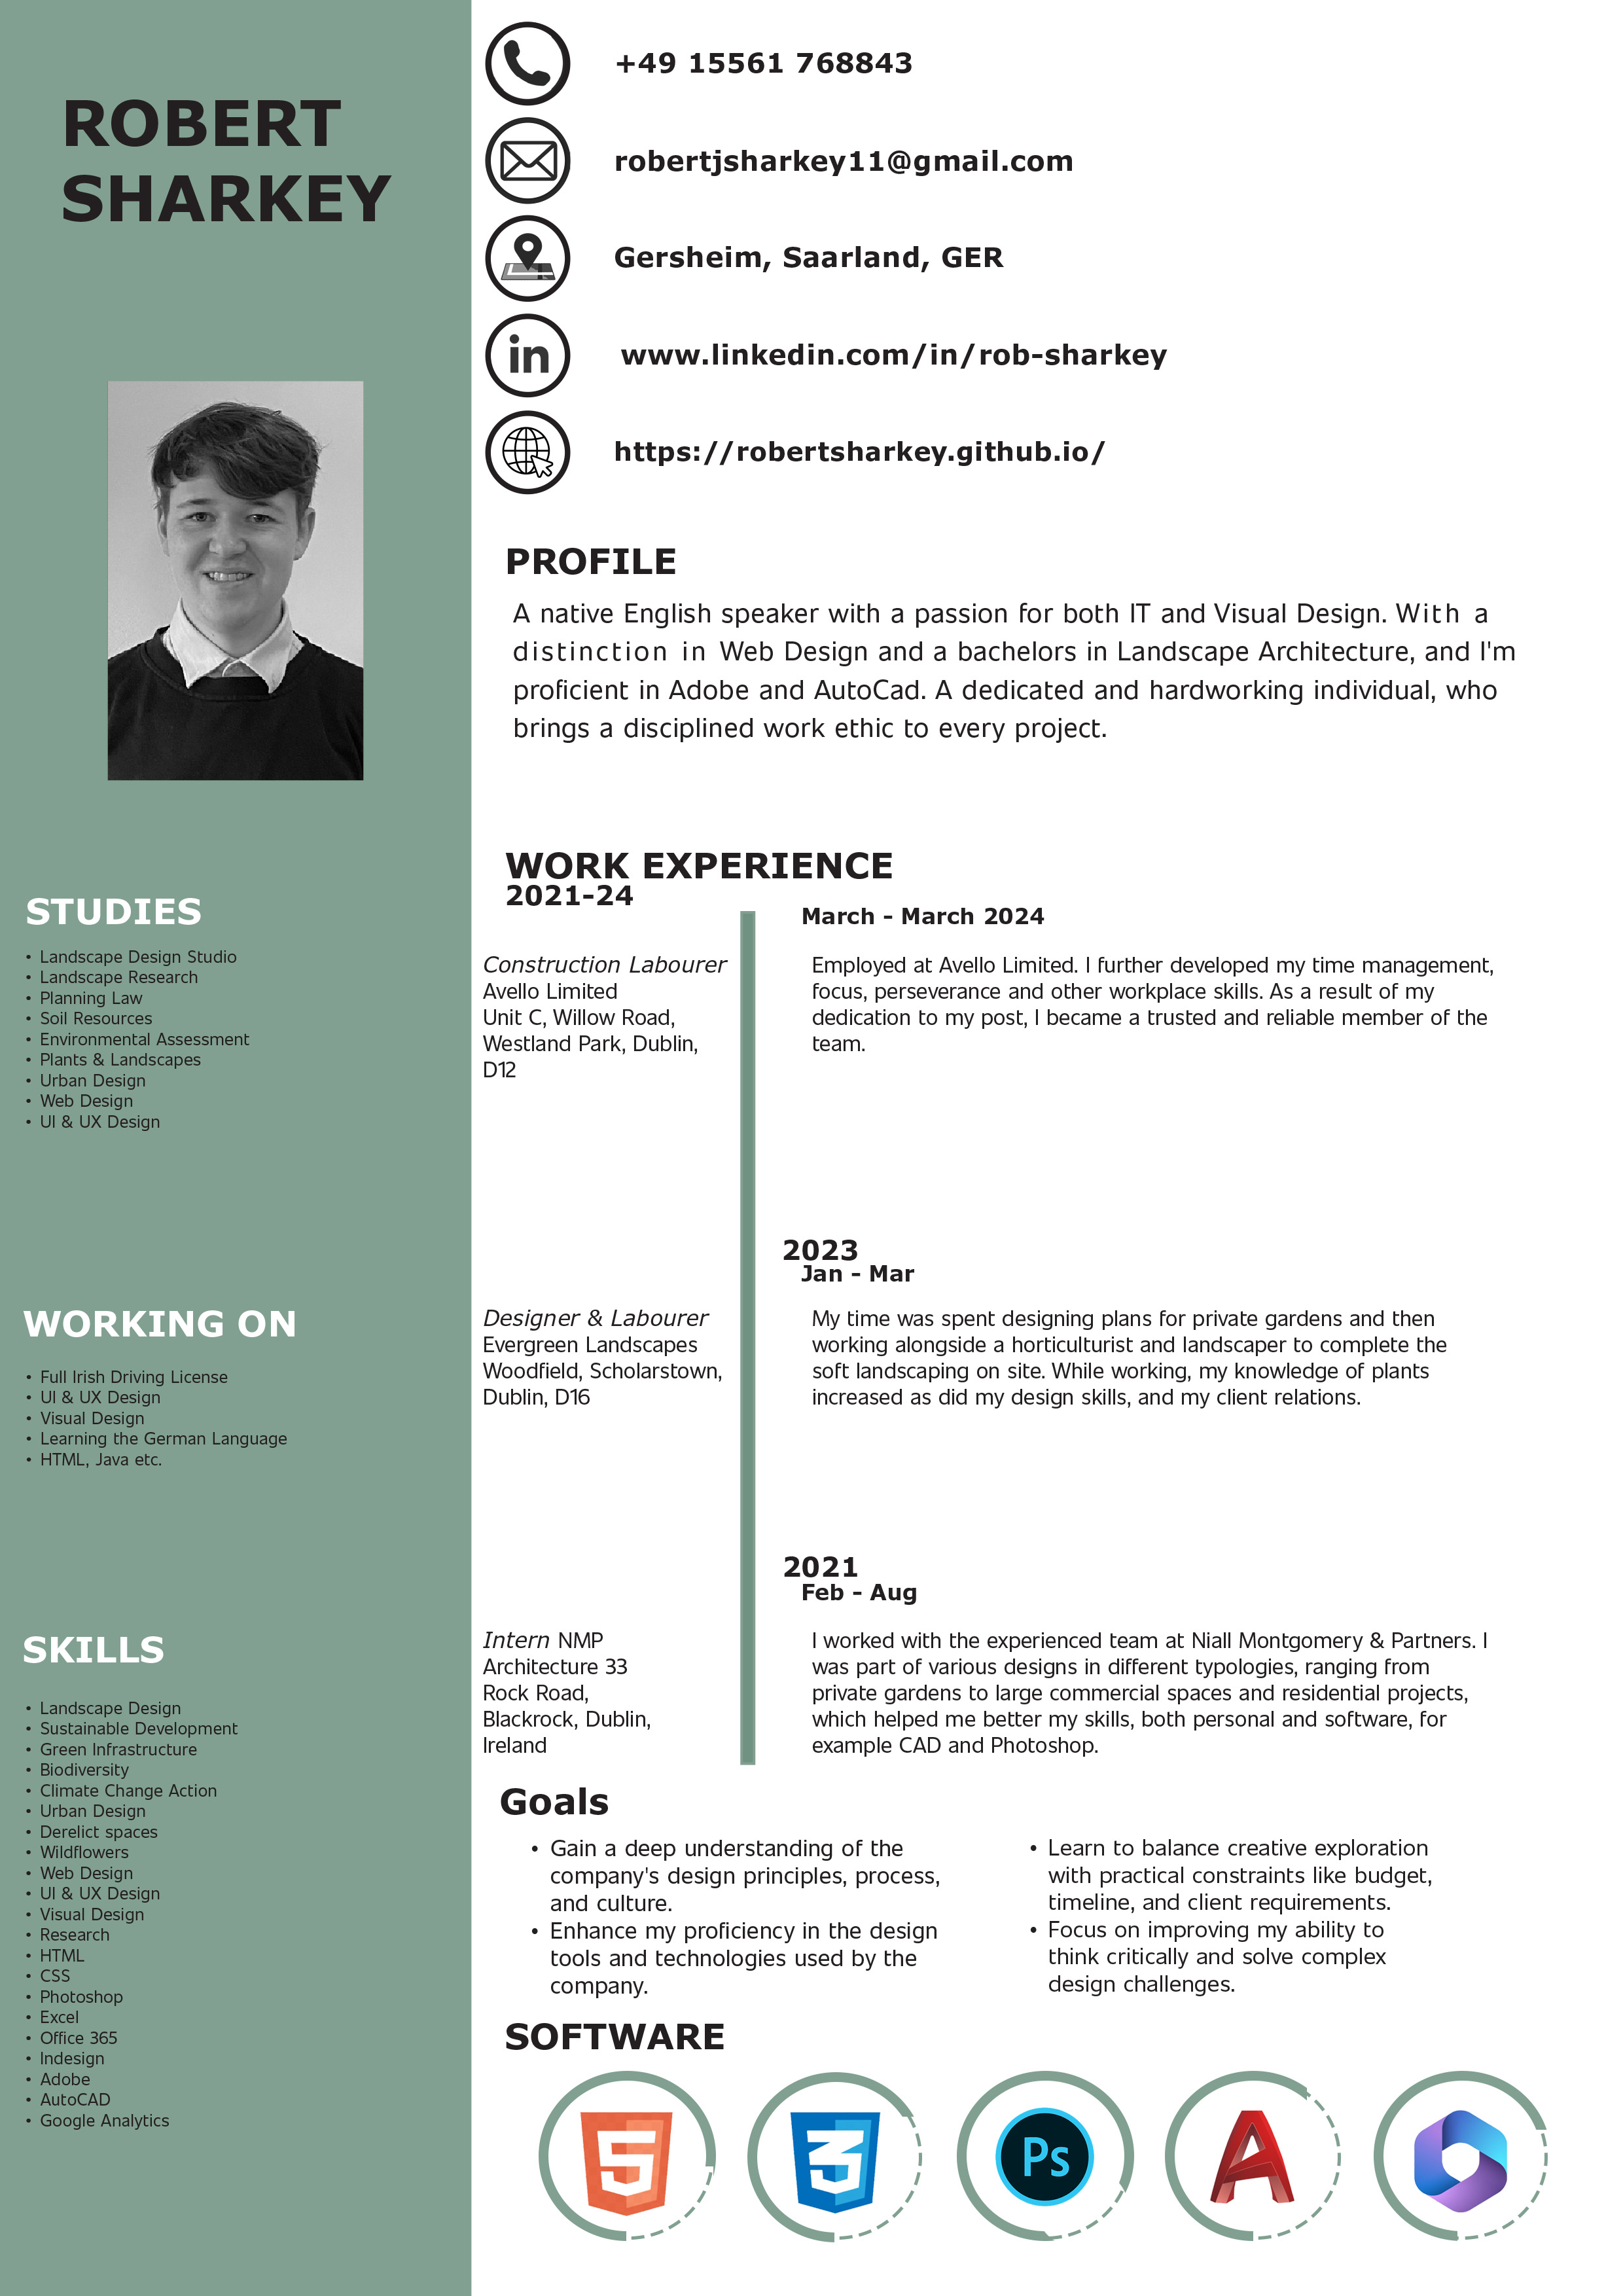 ROBERT
SHARKEY
+49 15561 768843
robertjsharkey11@gmail.com
Gersheim, Saarland, GER
in
www.linkedin.com/in/rob-sharkey
https://robertsharkey.github.io/
PROFILE
A native English speaker with a passion for both IT and Visual Design. With a
distinction in Web Design and a bachelors in Landscape Architecture, and I'm
proficient in Adobe and AutoCad. A dedicated and hardworking individual, who
brings a disciplined work ethic to every project.
STUDIES
• Landscape Design Studio
• Landscape Research
• Planning Law
• Soil Resources
• Environmental Assessment
• Plants & Landscapes
• Urban Design
• Web Design
• UI & UX Design
WORKING ON
• Full Irish Driving License
• UI & UX Design
• Visual Design
• Learning the German Language
• HTML, Java etc.
SKILLS
• Landscape Design
• Sustainable Development
• Green Infrastructure
• Biodiversity
• Climate Change Action
• Urban Design
• Derelict spaces
• Wildflowers
• Web Design
• UI & UX Design
• Visual Design
• Research
• HTML
• CSS
• Photoshop
• Excel
• Office 365
• Indesign
• Adobe
• AutoCAD
• Google Analytics
WORK EXPERIENCE
2021-24
March - March 2024
Construction Labourer
Avello Limited
Unit C, Willow Road,
Westland Park, Dublin,
D12
Employed at Avello Limited. I further developed my time management,
focus, perseverance and other workplace skills. As a result of my
dedication to my post, I became a trusted and reliable member of the
team.
2023
Jan - Mar
Designer & Labourer
Evergreen Landscapes
Woodfield, Scholarstown,
Dublin, D16
My time was spent designing plans for private gardens and then
working alongside a horticulturist and landscaper to complete the
soft landscaping on site. While working, my knowledge of plants
increased as did my design skills, and my client relations.
2021
Feb - Aug
Intern NMP
Architecture 33
Rock Road,
Blackrock, Dublin,
Ireland
I worked with the experienced team at Niall Montgomery & Partners. I
was part of various designs in different typologies, ranging from
private gardens to large commercial spaces and residential projects,
which helped me better my skills, both personal and software, for
example CAD and Photoshop.
Goals
• Gain a deep understanding of the
company's design principles, process,
and culture.
• Enhance my proficiency in the design
tools and technologies used by the
company.
• Learn to balance creative exploration
with practical constraints like budget,
timeline, and client requirements.
• Focus on improving my ability to
think critically and solve complex
design challenges.
SOFTWARE
5
3
Ps
A